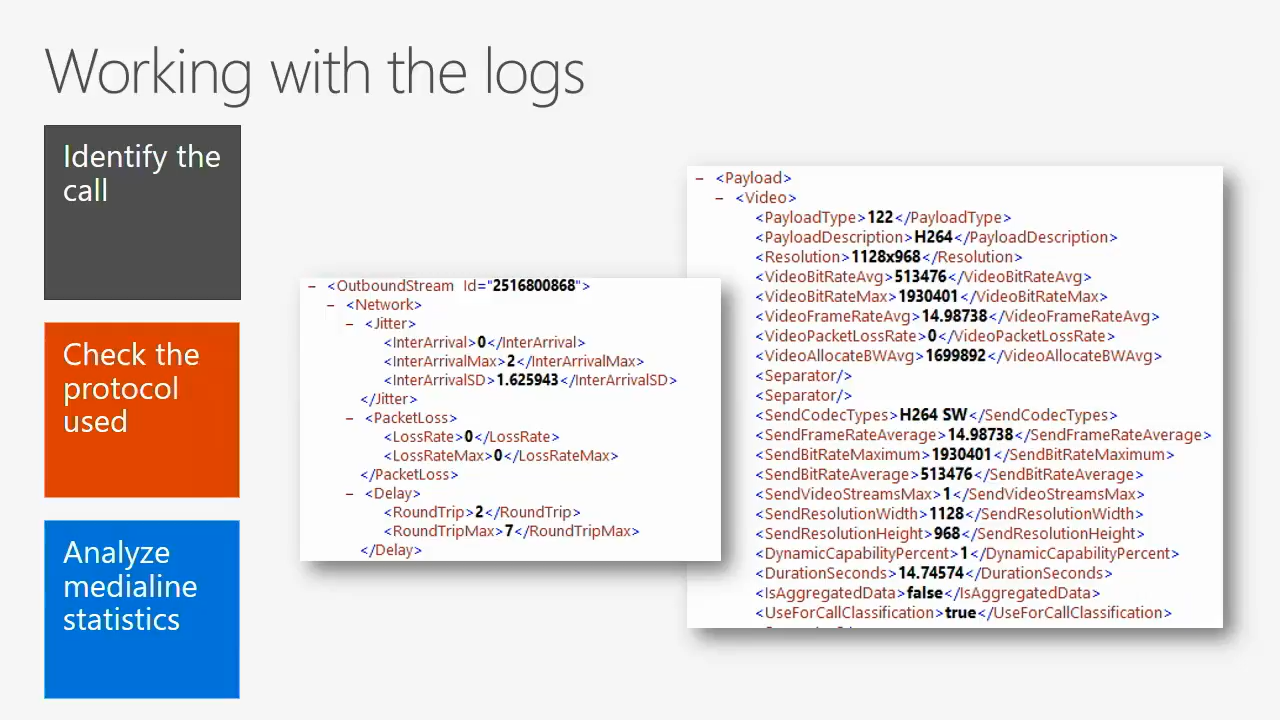 Working with the logs
Identify the
call
Check the
protocol
used
Analyze
medialine
statistics
– <OutboundStream Id="2516800868">
– <Network>
– <Jitter>
<InterArrival>0</InterArrival>
<InterArrivalMax>2</InterArrivalMax>
<InterArrivalSD>1.625943</InterArrivalSD>
</Jitter>
– <PacketLoss>
<LossRate>0</LossRate>
<LossRateMax>0</LossRateMax>
</PacketLoss>
– <Delay>
<RoundTrip>2</RoundTrip>
<RoundTripMax>7</RoundTripMax>
</Delay>
– <Payload>
– <Video>
<PayloadType>122</PayloadType>
<PayloadDescription>H264</PayloadDescription>
<Resolution>1128x968</Resolution>
<VideoBitRateAvg>513476</VideoBitRateAvg>
<VideoBitRateMax>1930401</VideoBitRateMax>
<VideoFrameRateAvg>14.98738</VideoFrameRateAvg>
<VideoPacketLossRate>0</VideoPacketLossRate>
<VideoAllocateBWAvg>1699892</VideoAllocateBWAvg>
<Separator/>
<Separator/>
<SendCodecTypes>H264 SW</SendCodecTypes>
<SendFrameRateAverage>14.98738</SendFrameRateAverage>
<SendBitRateMaximum>1930401</SendBitRateMaximum>
<SendBitRateAverage>513476</SendBitRateAverage>
<SendVideoStreamsMax>1</SendVideoStreamsMax>
<SendResolutionWidth>1128</SendResolutionWidth>
<SendResolutionHeight>968</SendResolutionHeight>
<DynamicCapabilityPercent>1</DynamicCapabilityPercent>
<DurationSeconds>14.74574</DurationSeconds>
<IsAggregatedData>false</IsAggregatedData>
<UseForCallClassification>true</UseForCallClassification>